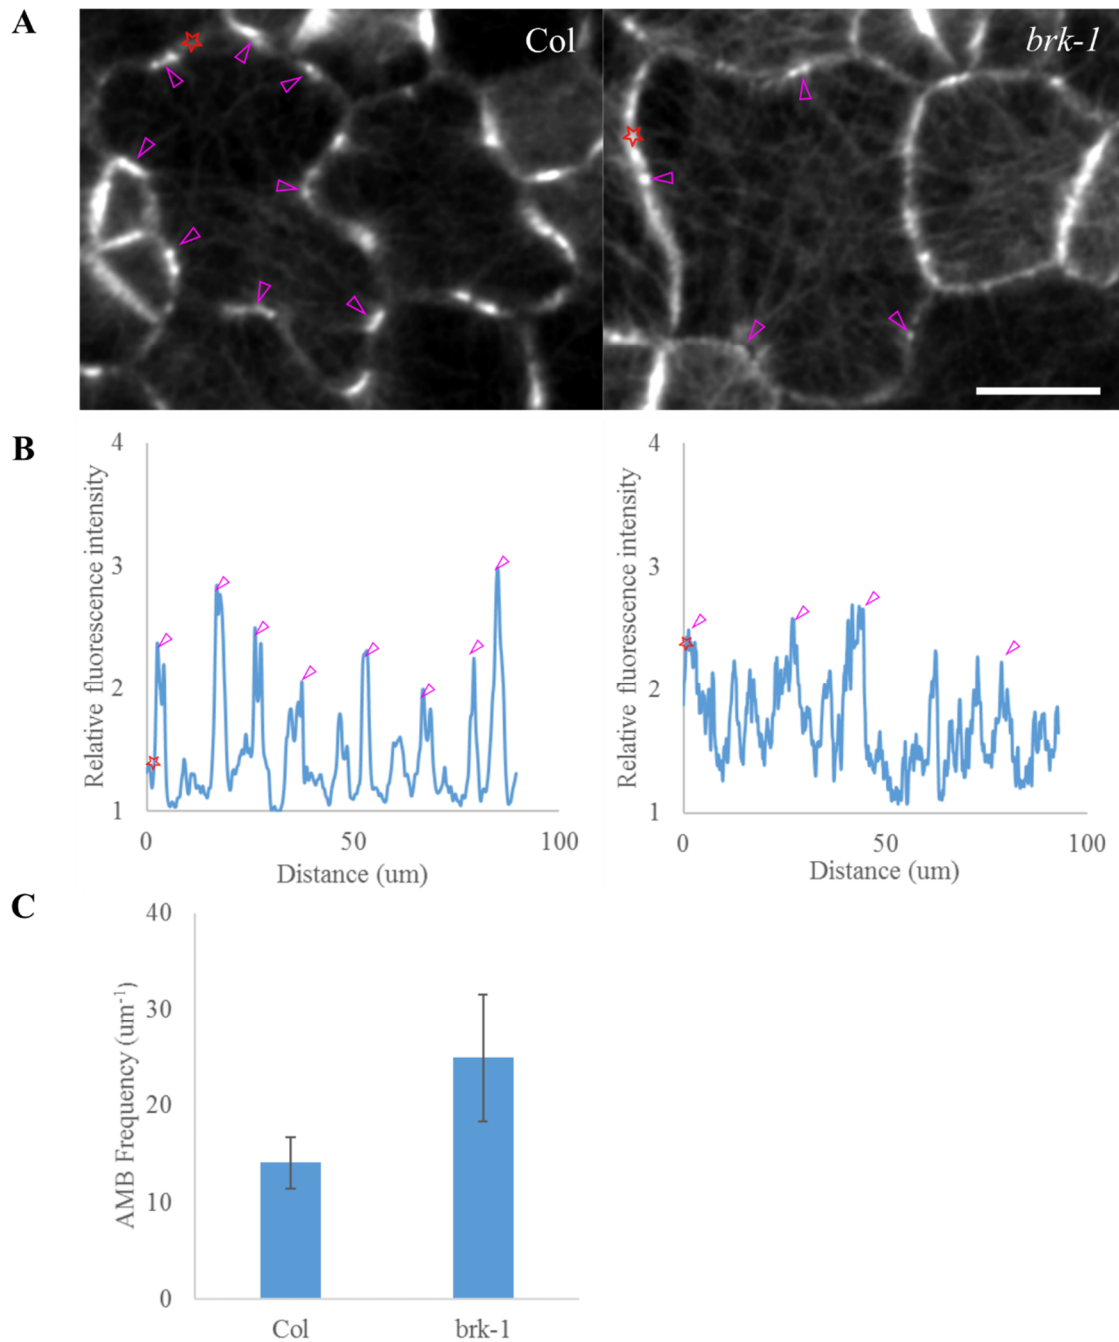 A
Col
brk-1
B
Relative fluorescence intensity
4
3
2
1
0
50
100
Distance (um)
Relative fluorescence intensity
4
3
2
1
0
50
100
Distance (um)
C
AMB Frequency (um⁻¹)
40
30
20
10
0
Col
brk-1